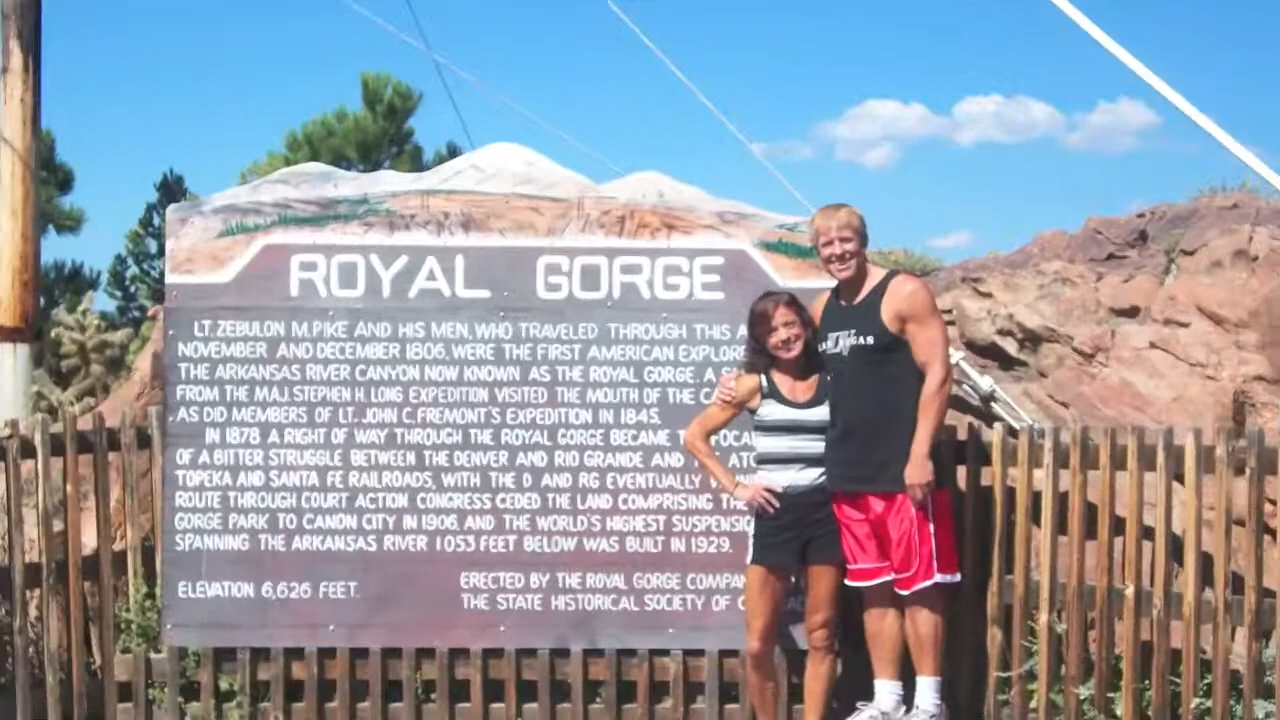 ROYAL GORGE
LT. ZEBULON M. PIKE AND HIS MEN, WHO TRAVELED THROUGH THIS A
NOVEMBER AND DECEMBER 1806, WERE THE FIRST AMERICAN EXPLORE
THE ARKANSAS RIVER CANYON NOW KNOWN AS THE ROYAL GORGE. A
FROM THE MAJ. STEPHEN H. LONG EXPEDITION VISITED THE MOUTH OF THE
AS DID MEMBERS OF LT. JOHN C. FREMONT'S EXPEDITION IN 1845.
IN 1878 A RIGHT OF WAY THROUGH THE ROYAL GORGE BECAME FOCA
OF A BITTER STRUGGLE BETWEEN THE DENVER AND RIO GRANDE AND ATC
TOPEKA AND SANTA FE RAILROADS, WITH THE D AND RG EVENTUALLY
ROUTE THROUGH COURT ACTION. CONGRESS CEDED THE LAND COMPRISING THE
GORGE PARK TO CANON CITY IN 1906, AND THE WORLD'S HIGHEST SUSPENSIO
SPANNING THE ARKANSAS RIVER 1053 FEET BELOW WAS BUILT IN 1929.
ELEVATION 6,626 FEET.
ERECTED BY THE ROYAL GORGE COMPAN
THE STATE HISTORICAL SOCIETY OF C
LAS VEGAS
LV